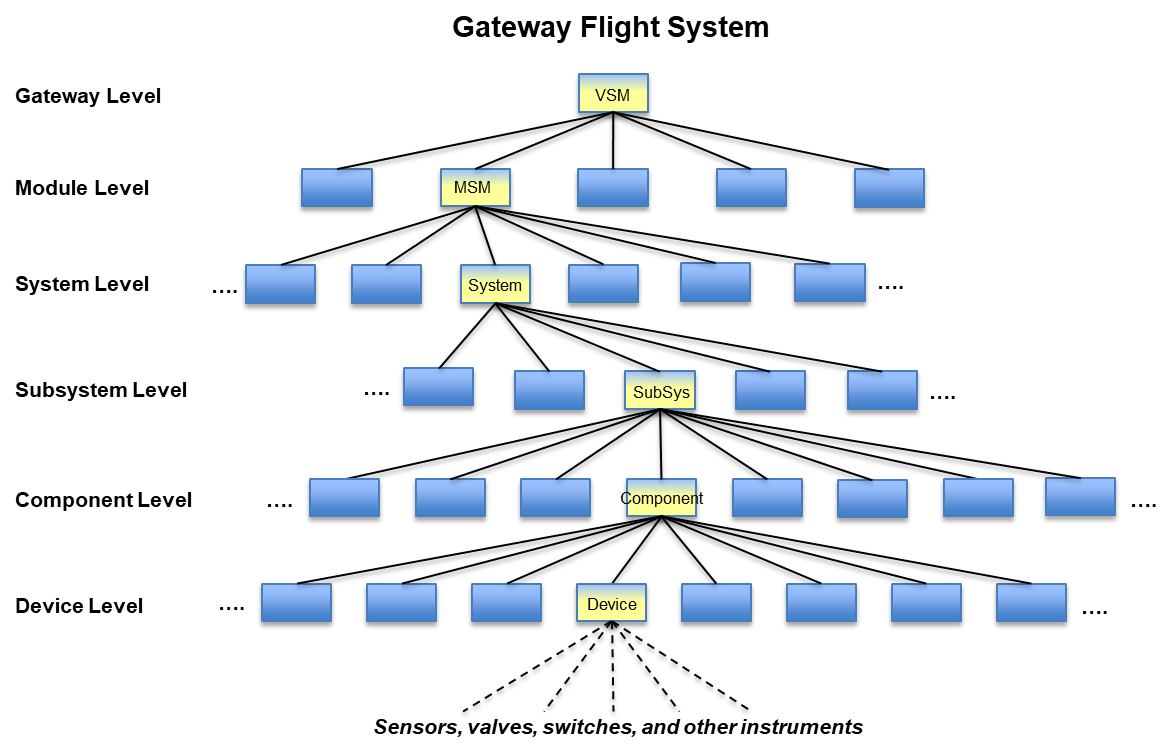 Gateway Flight System
Gateway Level
VSM
Module Level
MSM
System Level
....
System
....
Subsystem Level
....
SubSys
....
Component Level
....
Component
....
Device Level
....
Device
....
Sensors, valves, switches, and other instruments